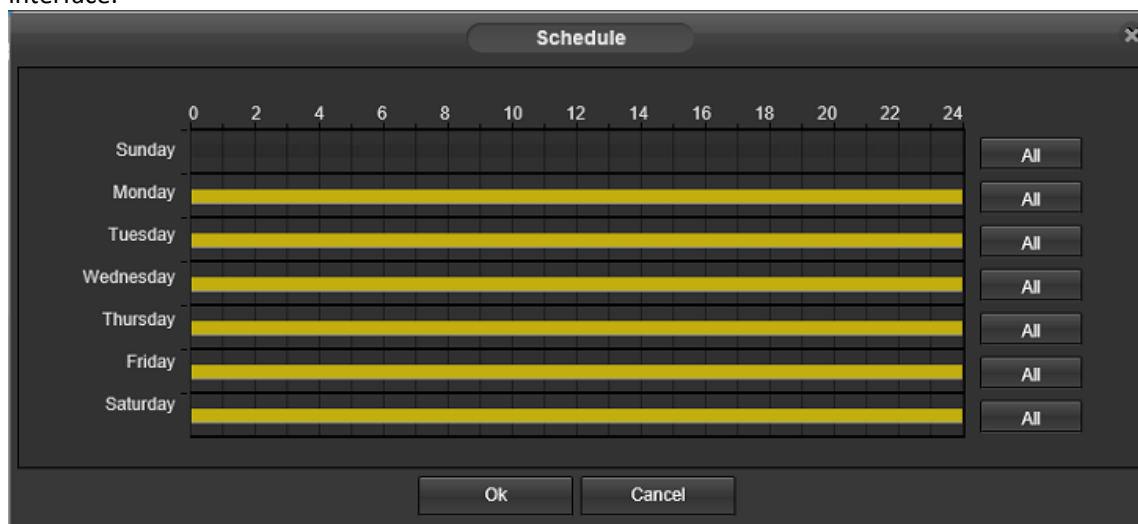 interface.
Schedule
0 2 4 6 8 10 12 14 16 18 20 22 24
Sunday All
Monday All
Tuesday All
Wednesday All
Thursday All
Friday All
Saturday All
Ok Cancel